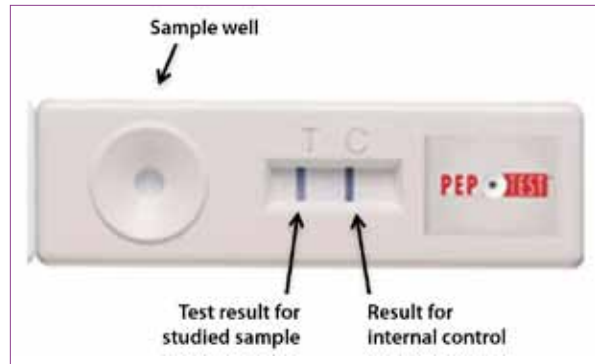 Sample well
T C
PEP TEST
Test result for
studied sample
Result for
internal control